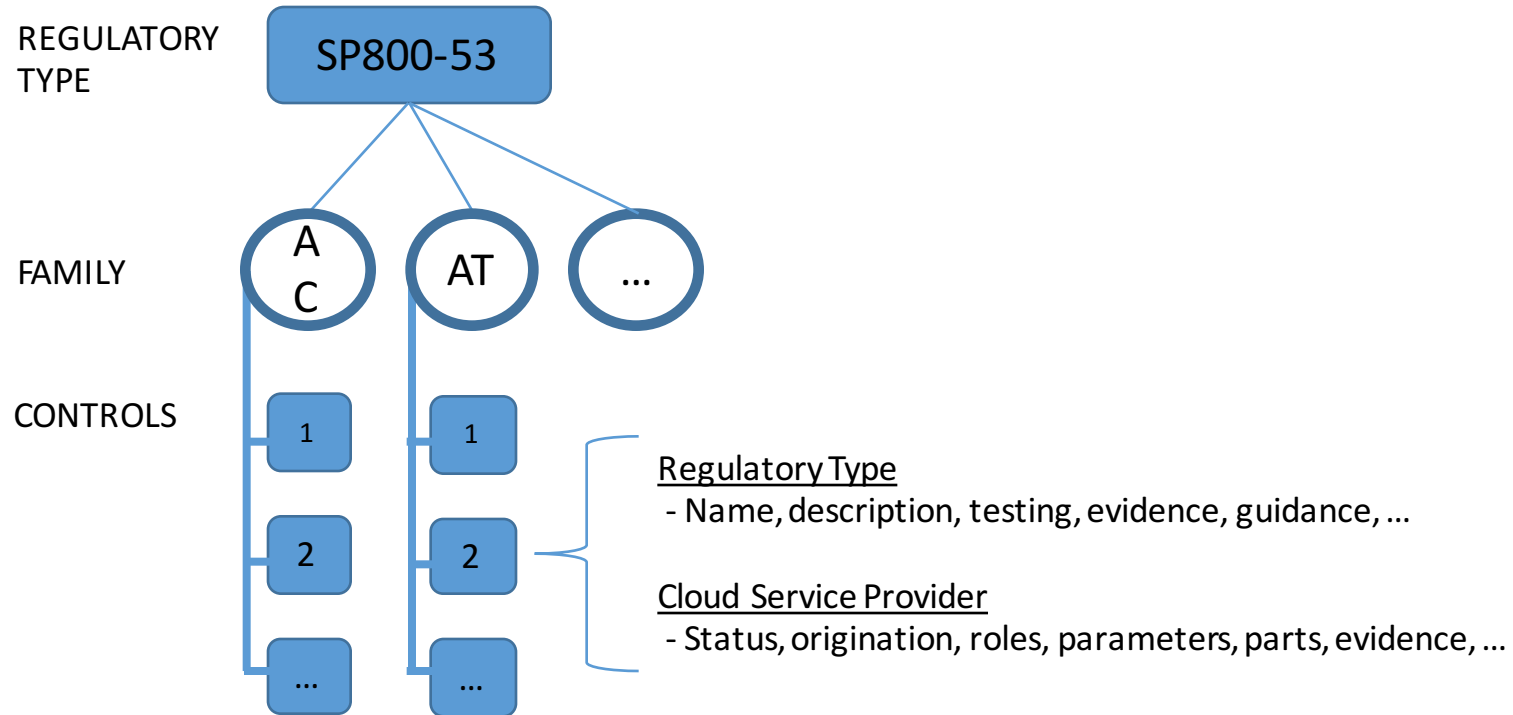 REGULATORY
TYPE
SP800-53
FAMILY
A
C
AT
...
CONTROLS
1
1
2
2
...
...
Regulatory Type
- Name, description, testing, evidence, guidance, ...
Cloud Service Provider
- Status, origination, roles, parameters, parts, evidence, ...